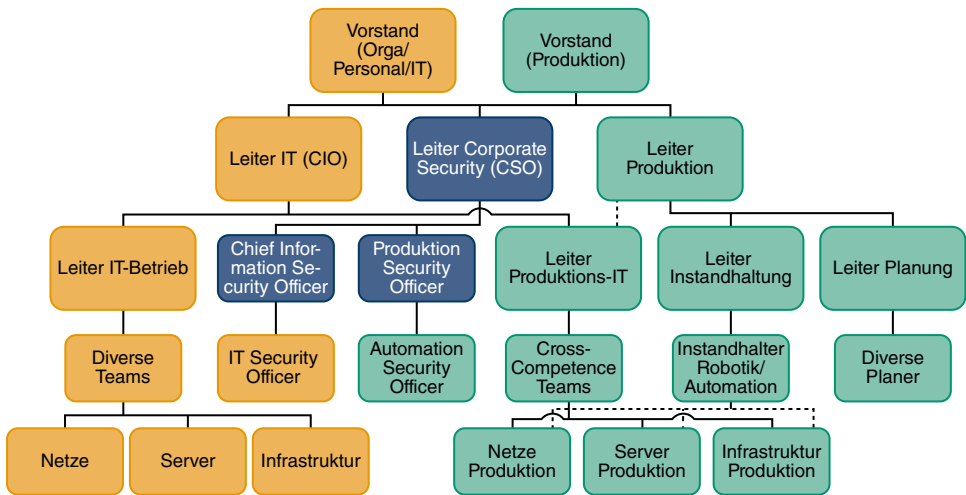 Vorstand
(Orga/
Personal/IT)
Vorstand
(Produktion)
Leiter IT (CIO)
Leiter Corporate
Security (CSO)
Leiter
Produktion
Leiter IT-Betrieb
Chief Infor-
mation Se-
curity Officer
Produktion
Security
Officer
Leiter
Produktions-IT
Leiter
Instandhaltung
Leiter Planung
Diverse
Teams
IT Security
Officer
Automation
Security
Officer
Cross-
Competence
Teams
Instandhalter
Robotik/
Automation
Diverse
Planer
Netze
Server
Infrastruktur
Netze
Produktion
Server
Produktion
Infrastruktur
Produktion